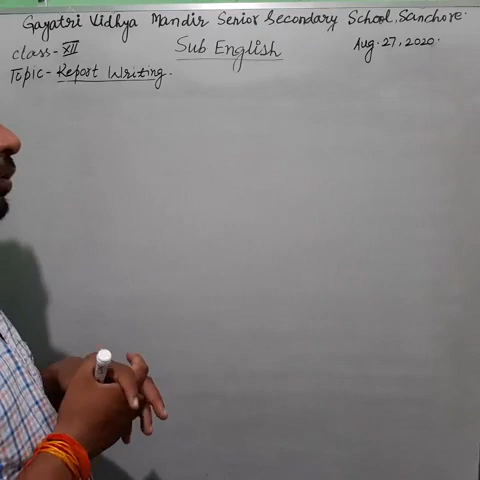 Gayatri Vidhya Mandir Senior Secondary School, Sanchore.
class-XII
Sub English
Aug. 27, 2020.
Topic- Report Writing.